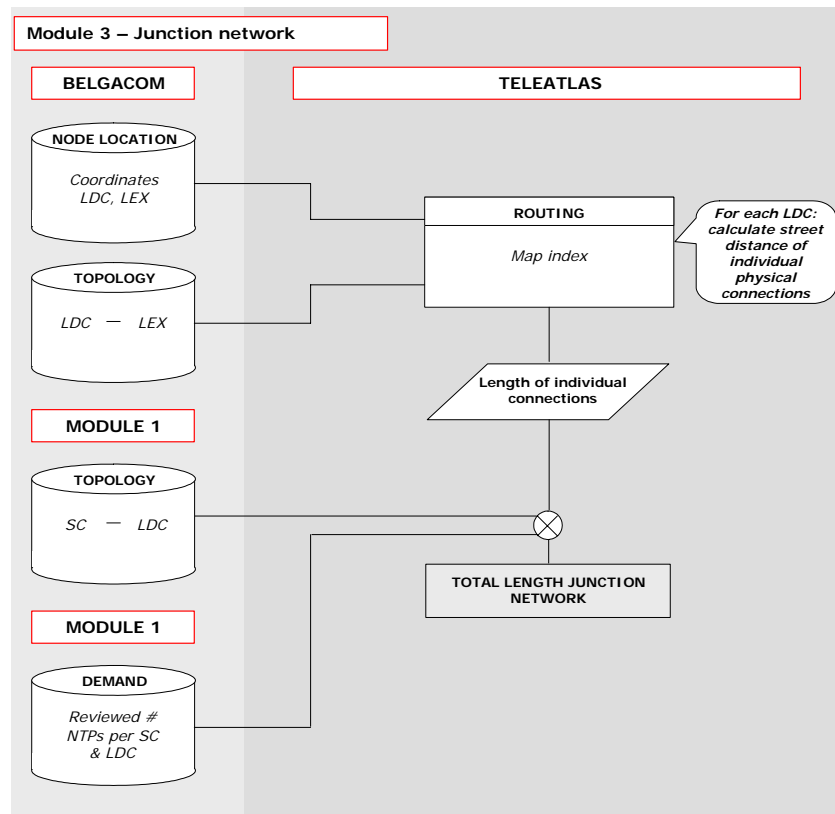 Module 3 – Junction network
BELGACOM
TELEATLAS
NODE LOCATION
Coordinates
LDC, LEX
ROUTING
Map index
For each LDC:
calculate street
distance of
individual
physical
connections
TOPOLOGY
LDC — LEX
Length of individual
connections
MODULE 1
TOPOLOGY
SC — LDC
TOTAL LENGTH JUNCTION
NETWORK
MODULE 1
DEMAND
Reviewed #
NTPs per SC
& LDC